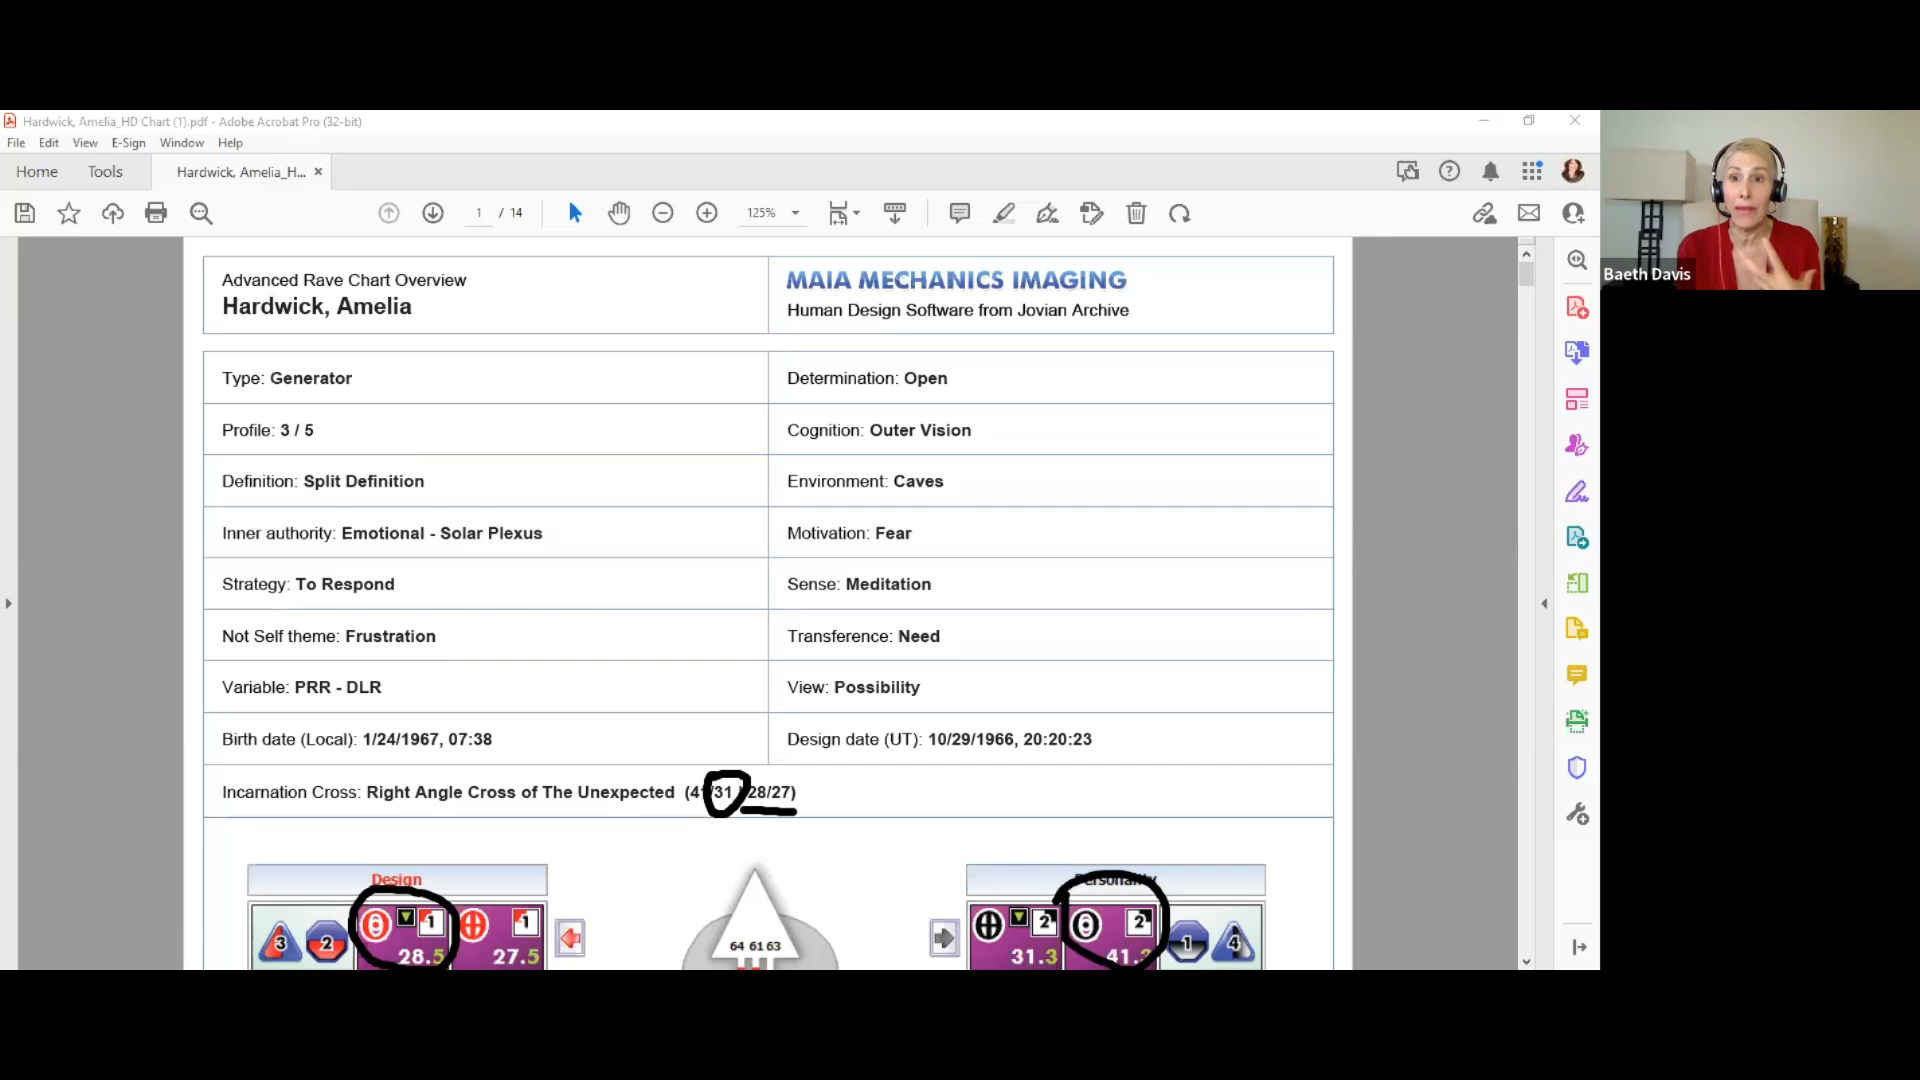 Hardwick, Amelia_HD Chart (1).pdf - Adobe Acrobat Pro (32-bit)
File Edit View E-Sign Window Help
Home Tools Hardwick, Amelia_H... ×
1 / 14 125%
Baeth Davis
Advanced Rave Chart Overview
Hardwick, Amelia
MAIA MECHANICS IMAGING
Human Design Software from Jovian Archive
Type: Generator
Determination: Open
Profile: 3 / 5
Cognition: Outer Vision
Definition: Split Definition
Environment: Caves
Inner authority: Emotional - Solar Plexus
Motivation: Fear
Strategy: To Respond
Sense: Meditation
Not Self theme: Frustration
Transference: Need
Variable: PRR - DLR
View: Possibility
Birth date (Local): 1/24/1967, 07:38
Design date (UT): 10/29/1966, 20:20:23
Incarnation Cross: Right Angle Cross of The Unexpected (41/31 / 28/27)
Design
Personality
3 2 1 1
28.5 27.5
64 61 63
2 2 1 4
31.3 41.3